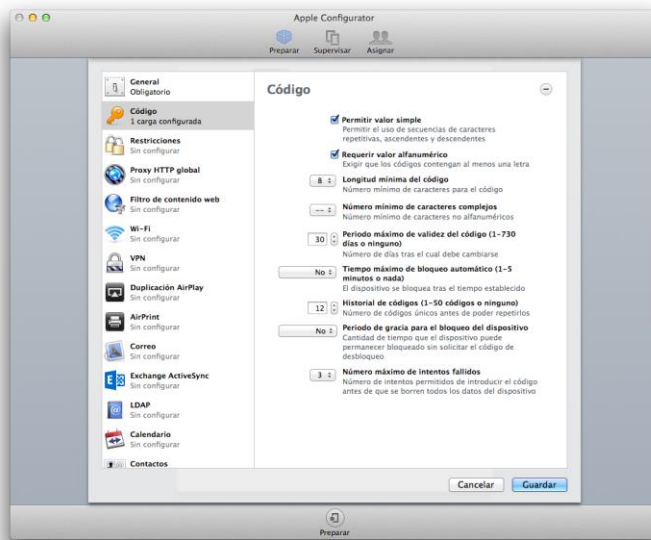 Apple Configurator
Preparar
Supervisar
Asignar
General
Obligatorio
Código
1 carga configurada
Restricciones
Sin configurar
Proxy HTTP global
Sin configurar
Filtro de contenido web
Sin configurar
Wi-Fi
Sin configurar
VPN
Sin configurar
Duplicación AirPlay
Sin configurar
AirPrint
Sin configurar
Correo
Sin configurar
Exchange ActiveSync
Sin configurar
LDAP
Sin configurar
Calendario
Sin configurar
Contactos
Código
Permitir valor simple
Permitir el uso de secuencias de caracteres
repetitivas, ascendentes y descendentes
Requerir valor alfanumérico
Exigir que los códigos contengan al menos una letra
8 Longitud mínima del código
Número mínimo de caracteres para el código
-- Número mínimo de caracteres complejos
Número mínimo de caracteres no alfanuméricos
30 Periodo máximo de validez del código (1-730
días o ninguno)
Número de días tras el cual debe cambiarse
No Tiempo máximo de bloqueo automático (1-5
minutos o nada)
El dispositivo se bloquea tras el tiempo establecido
12 Historial de códigos (1-50 códigos o ninguno)
Número de códigos únicos antes de poder repetirlos
No Periodo de gracia para el bloqueo del dispositivo
Cantidad de tiempo que el dispositivo puede
permanecer bloqueado sin solicitar el código de
desbloqueo
3 Número máximo de intentos fallidos
Número de intentos permitidos de introducir el código
antes de que se borren todos los datos del dispositivo
Cancelar
Guardar
Preparar